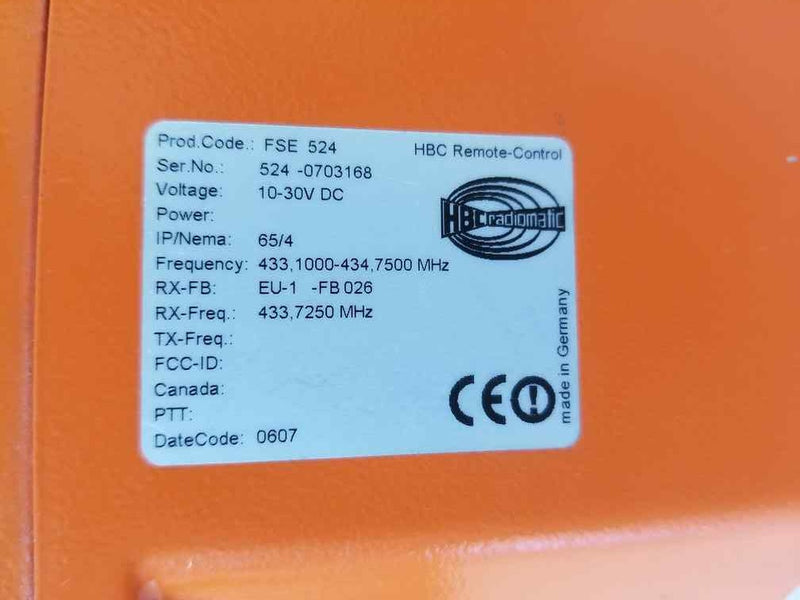 Prod.Code.: FSE 524 HBC Remote-Control
Ser.No.: 524 -0703168
Voltage: 10-30V DC
HBC radiomatic
Power:
IP/Nema: 65/4
Frequency: 433,1000-434,7500 MHz
RX-FB: EU-1 -FB 026
RX-Freq.: 433,7250 MHz
TX-Freq.:
FCC-ID:
Canada:
PTT:
DateCode: 0607
CE
made in Germany